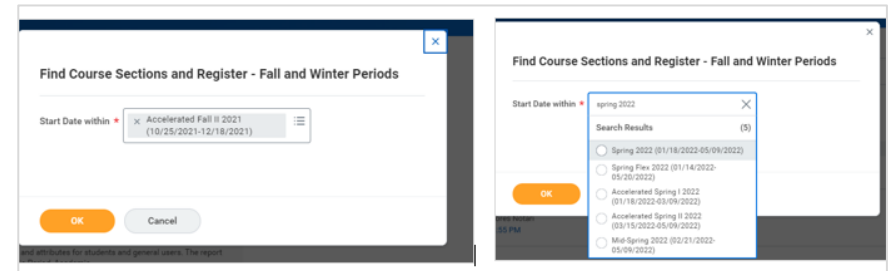 Find Course Sections and Register - Fall and Winter Periods
Start Date within *
Accelerated Fall II 2021
(10/25/2021-12/18/2021)
OK
Cancel
and attributes for students and general users. The report
Find Course Sections and Register - Fall and Winter Periods
Start Date within *
spring 2022
Search Results (5)
Spring 2022 (01/18/2022-05/09/2022)
Spring Flex 2022 (01/14/2022-
05/20/2022)
Accelerated Spring I 2022
(01/18/2022-03/09/2022)
Accelerated Spring II 2022
(03/15/2022-05/09/2022)
Mid-Spring 2022 (02/21/2022-
05/09/2022)
OK
:55 PM